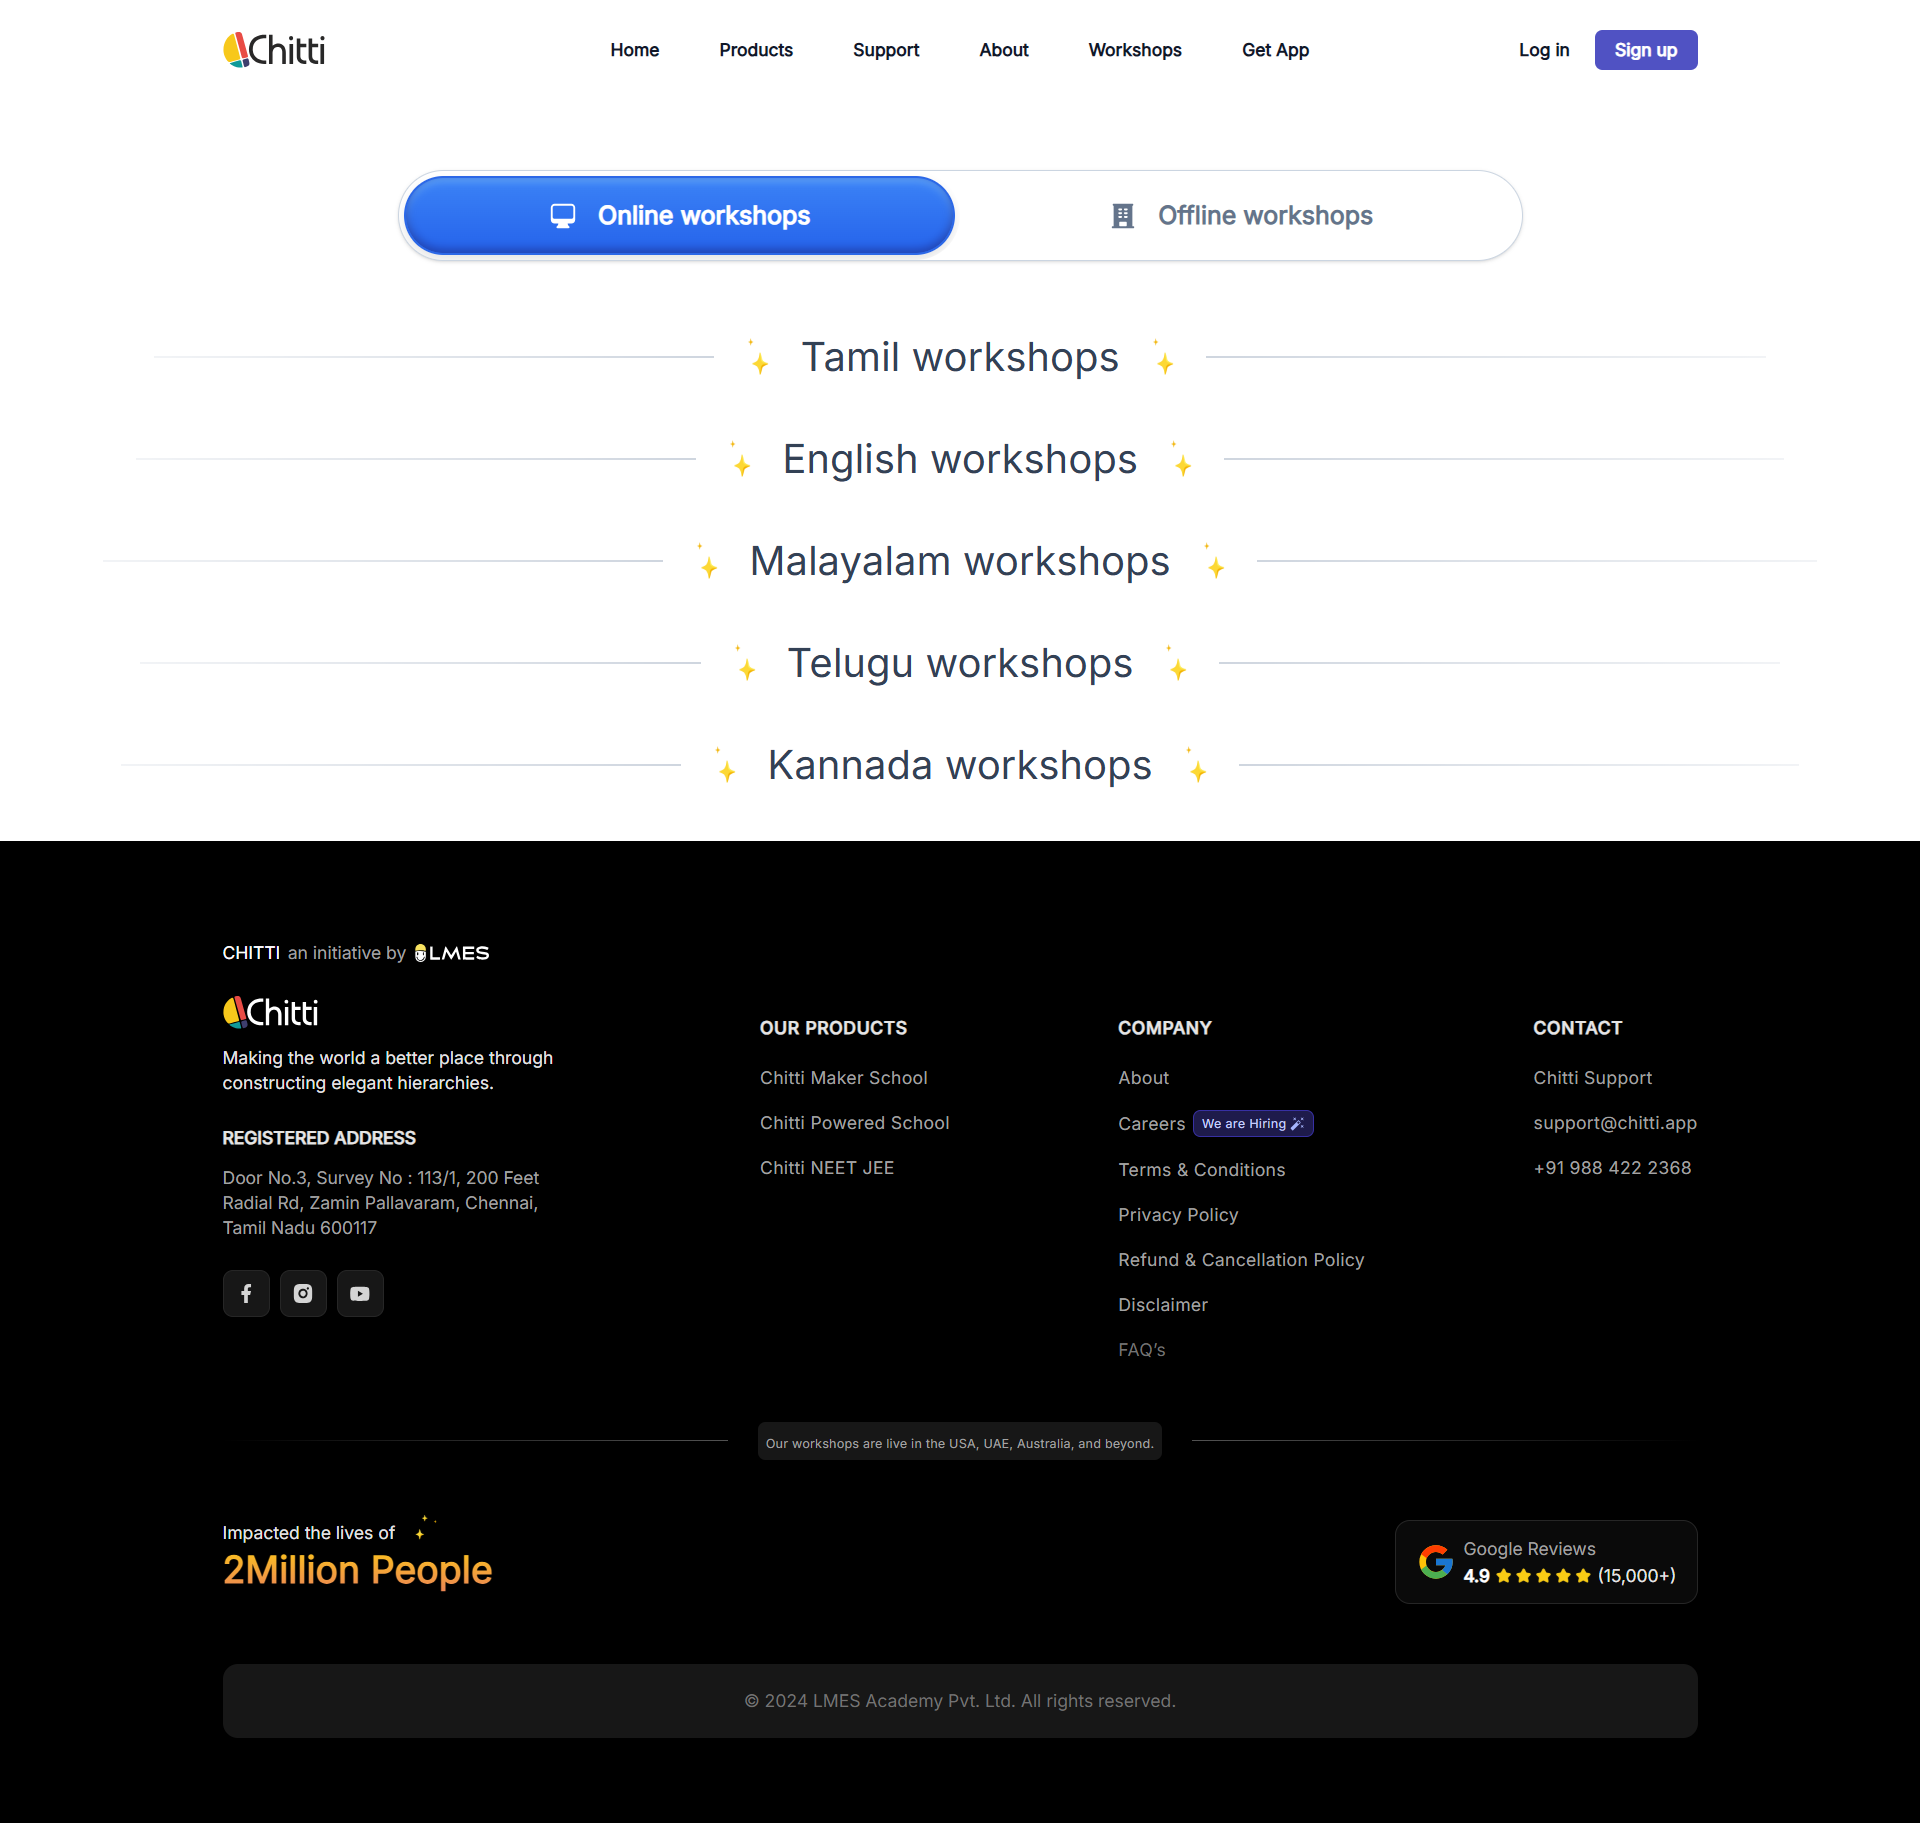 Chitti
Home
Products
Support
About
Workshops
Get App
Log in
Sign up
Online workshops
Offline workshops
Tamil workshops
English workshops
Malayalam workshops
Telugu workshops
Kannada workshops
CHITTI an initiative by LMES
Chitti
Making the world a better place through
constructing elegant hierarchies.
REGISTERED ADDRESS
Door No.3, Survey No : 113/1, 200 Feet
Radial Rd, Zamin Pallavaram, Chennai,
Tamil Nadu 600117
OUR PRODUCTS
Chitti Maker School
Chitti Powered School
Chitti NEET JEE
COMPANY
About
Careers We are Hiring
Terms & Conditions
Privacy Policy
Refund & Cancellation Policy
Disclaimer
FAQ’s
CONTACT
Chitti Support
support@chitti.app
+91 988 422 2368
Our workshops are live in the USA, UAE, Australia, and beyond.
Impacted the lives of
2Million People
Google Reviews
4.9 (15,000+)
© 2024 LMES Academy Pvt. Ltd. All rights reserved.